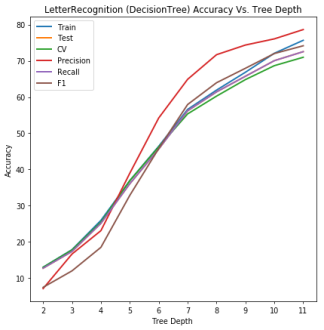 LetterRecognition (DecisionTree) Accuracy Vs. Tree Depth
Train
Test
CV
Precision
Recall
F1
80
70
60
50
40
30
20
10
Accuracy
2 3 4 5 6 7 8 9 10 11
Tree Depth